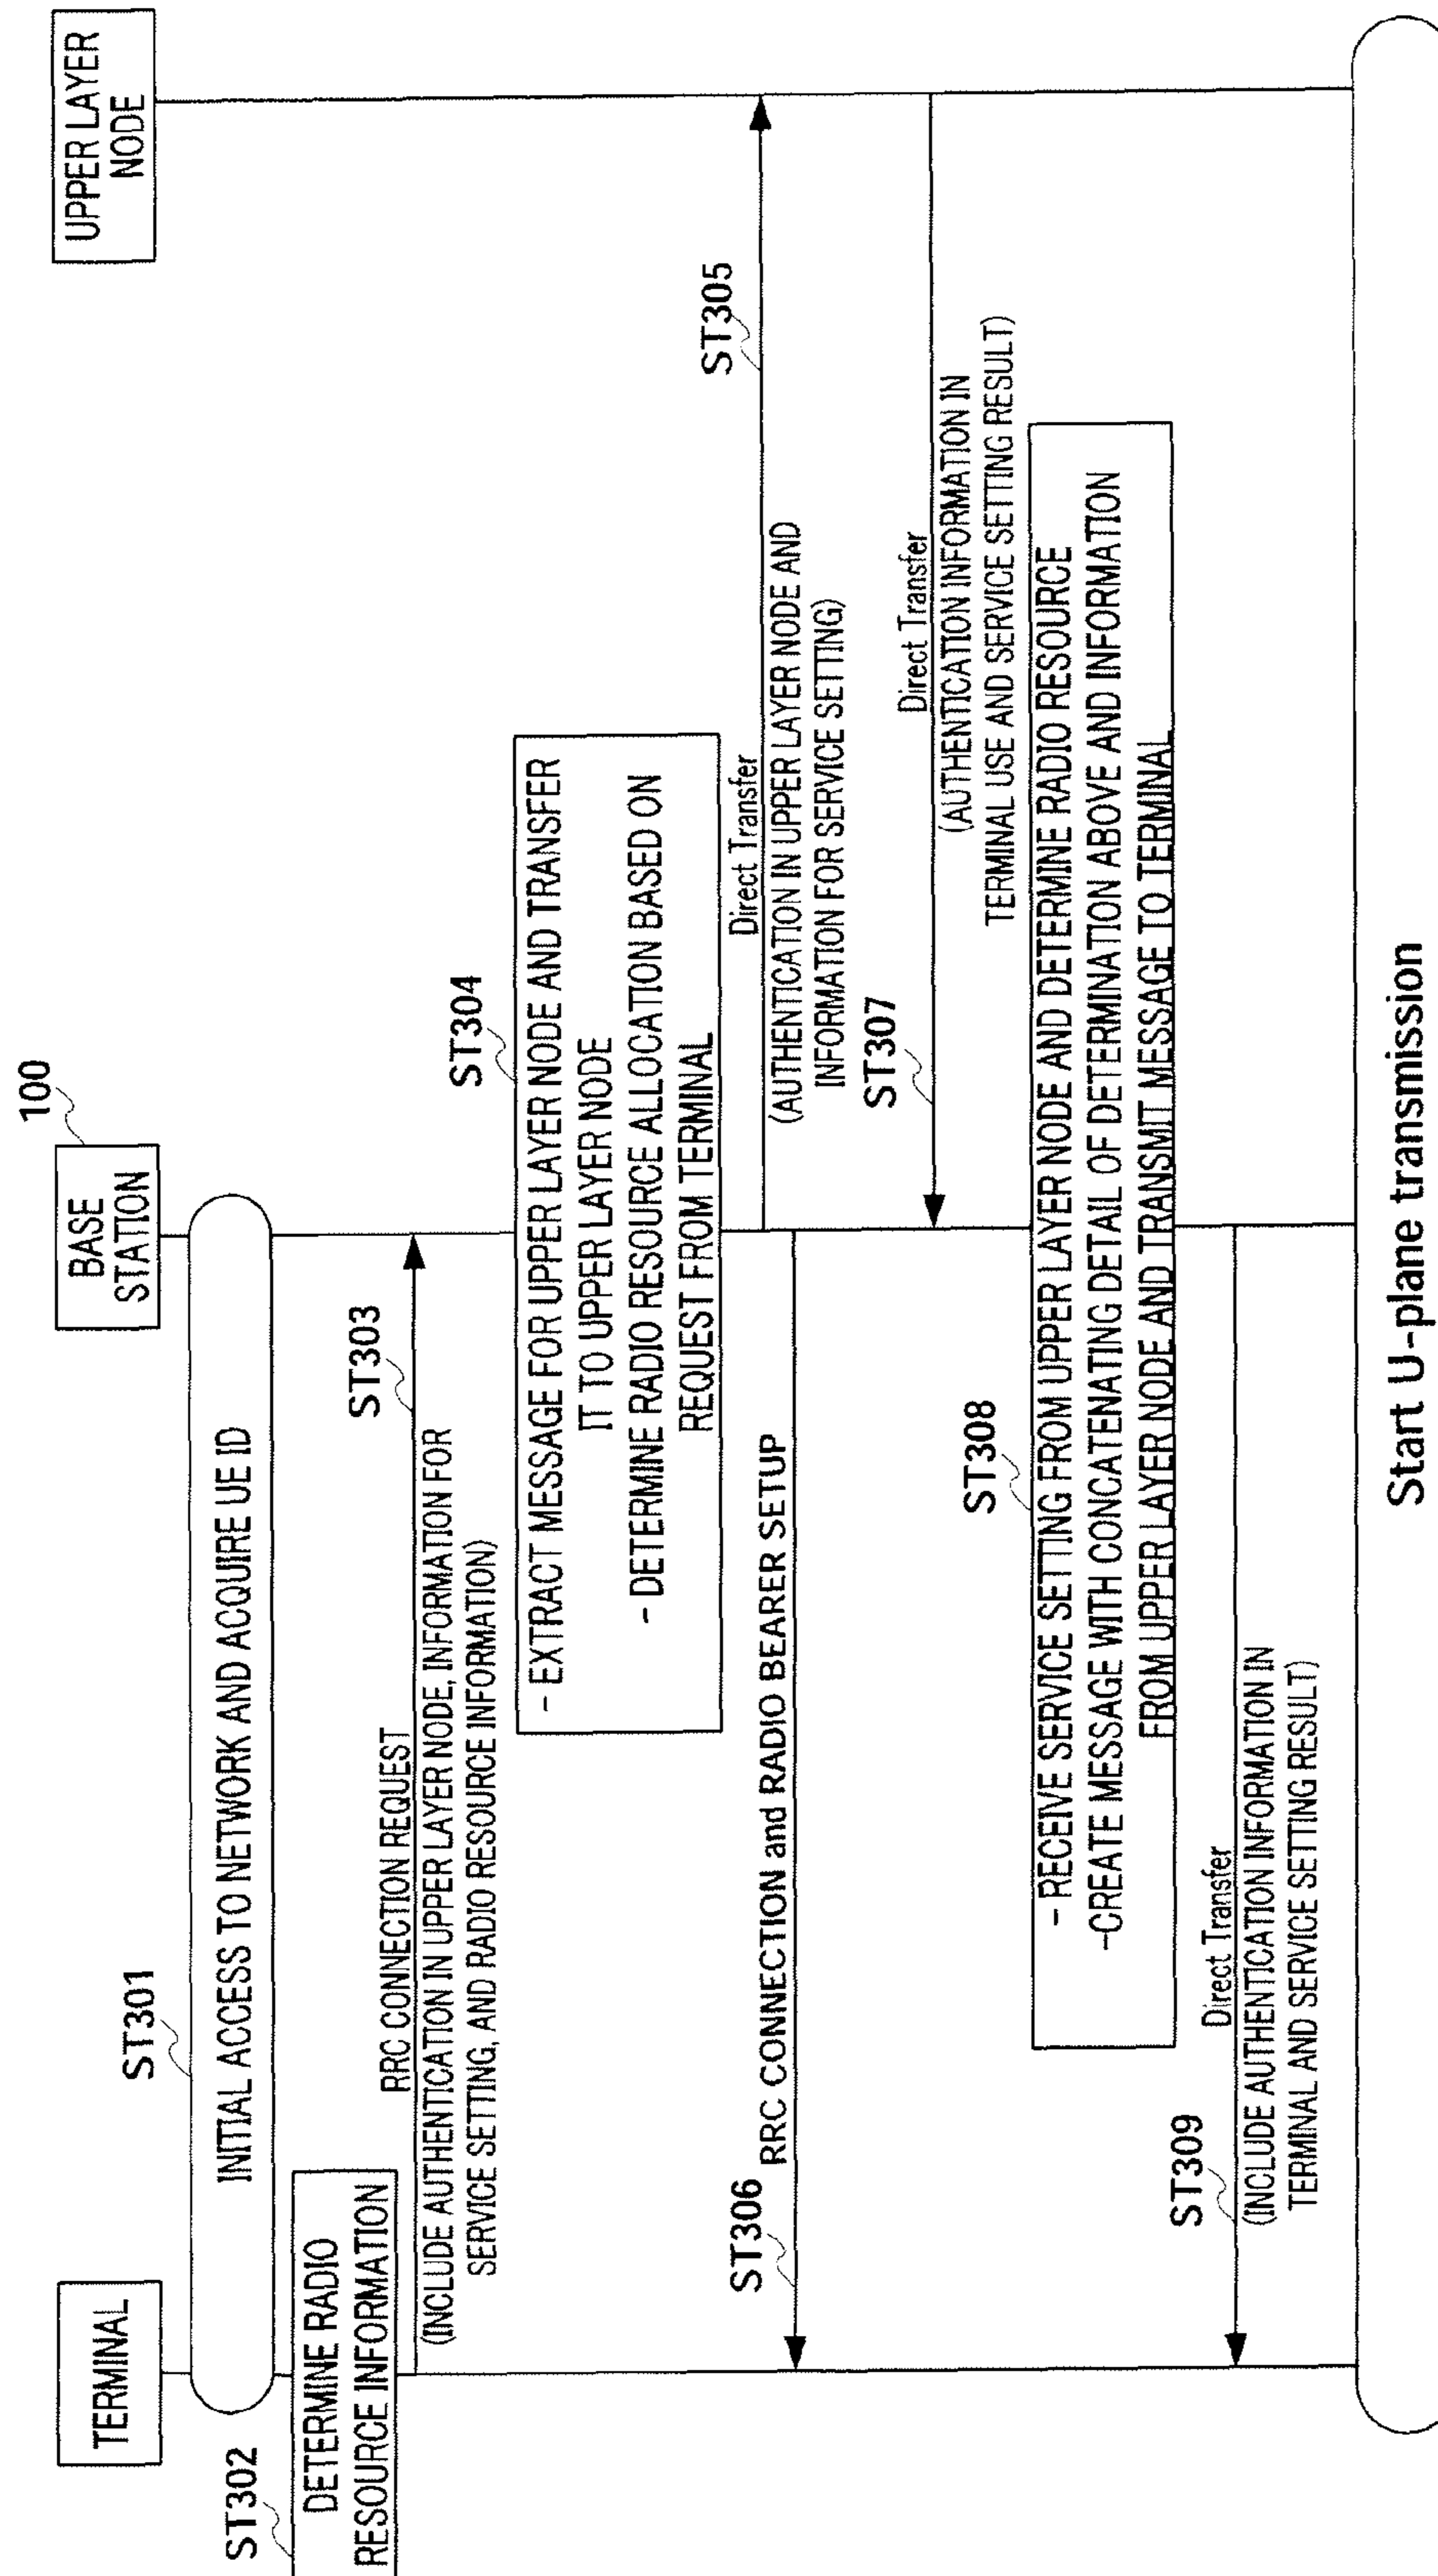 TERMINAL
100
BASE
STATION
UPPER LAYER
NODE
ST301
INITIAL ACCESS TO NETWORK AND ACQUIRE UE ID
ST302
DETERMINE RADIO
RESOURCE INFORMATION
ST303
RRC CONNECTION REQUEST
(INCLUDE AUTHENTICATION IN UPPER LAYER NODE, INFORMATION FOR
SERVICE SETTING, AND RADIO RESOURCE INFORMATION)
ST304
- EXTRACT MESSAGE FOR UPPER LAYER NODE AND TRANSFER
IT TO UPPER LAYER NODE
- DETERMINE RADIO RESOURCE ALLOCATION BASED ON
REQUEST FROM TERMINAL
ST305
Direct Transfer
(AUTHENTICATION IN UPPER LAYER NODE AND
INFORMATION FOR SERVICE SETTING)
ST306
RRC CONNECTION and RADIO BEARER SETUP
ST307
Direct Transfer
(AUTHENTICATION INFORMATION IN
TERMINAL USE AND SERVICE SETTING RESULT)
ST308
- RECEIVE SERVICE SETTING FROM UPPER LAYER NODE AND DETERMINE RADIO RESOURCE
-CREATE MESSAGE WITH CONCATENATING DETAIL OF DETERMINATION ABOVE AND INFORMATION
FROM UPPER LAYER NODE AND TRANSMIT MESSAGE TO TERMINAL
ST309
Direct Transfer
(INCLUDE AUTHENTICATION INFORMATION IN
TERMINAL AND SERVICE SETTING RESULT)
Start U-plane transmission